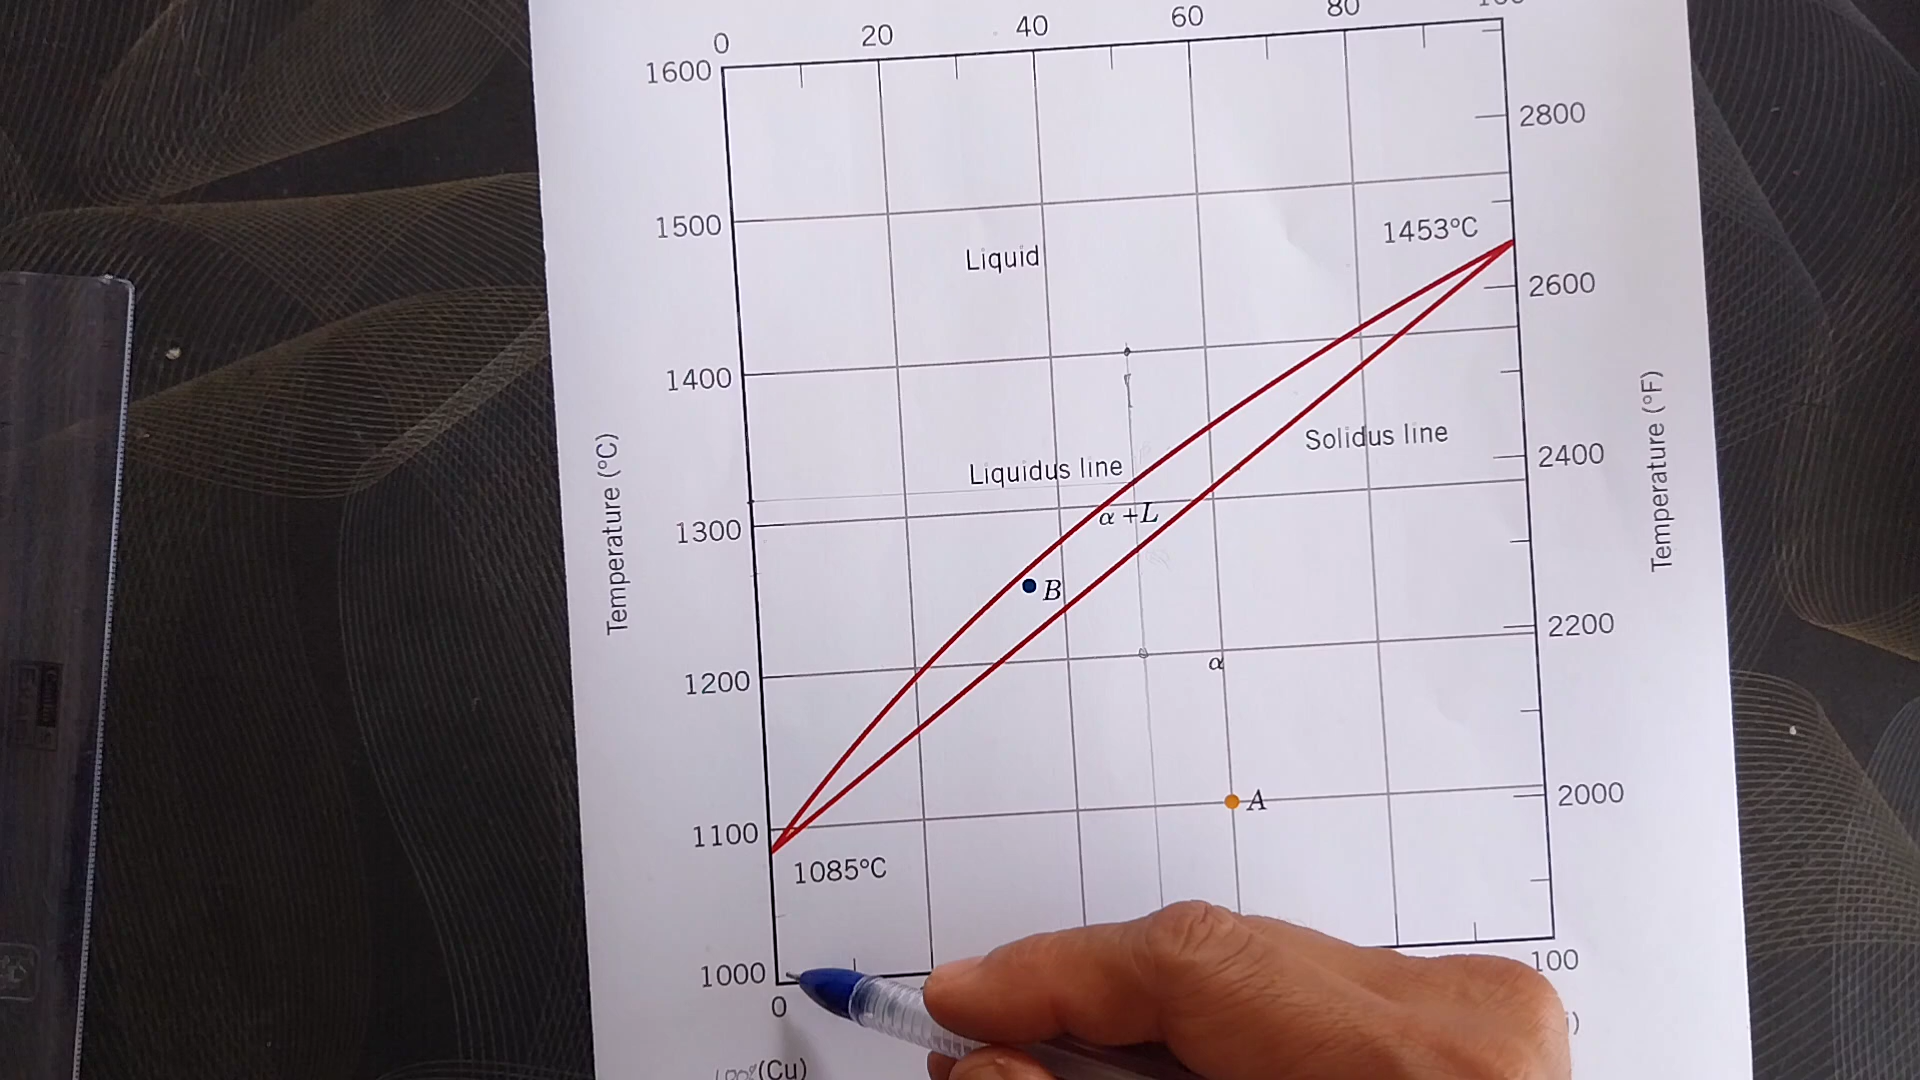 0 20 40 60 80
1600
2800
1500
1453°C
Liquid
2600
1400
Solidus line
2400
Liquidus line
Temperature (°C)
Temperature (°F)
1300
α + L
B
2200
1200
α
2000
A
1100
1085°C
1000
100
0
(Cu)